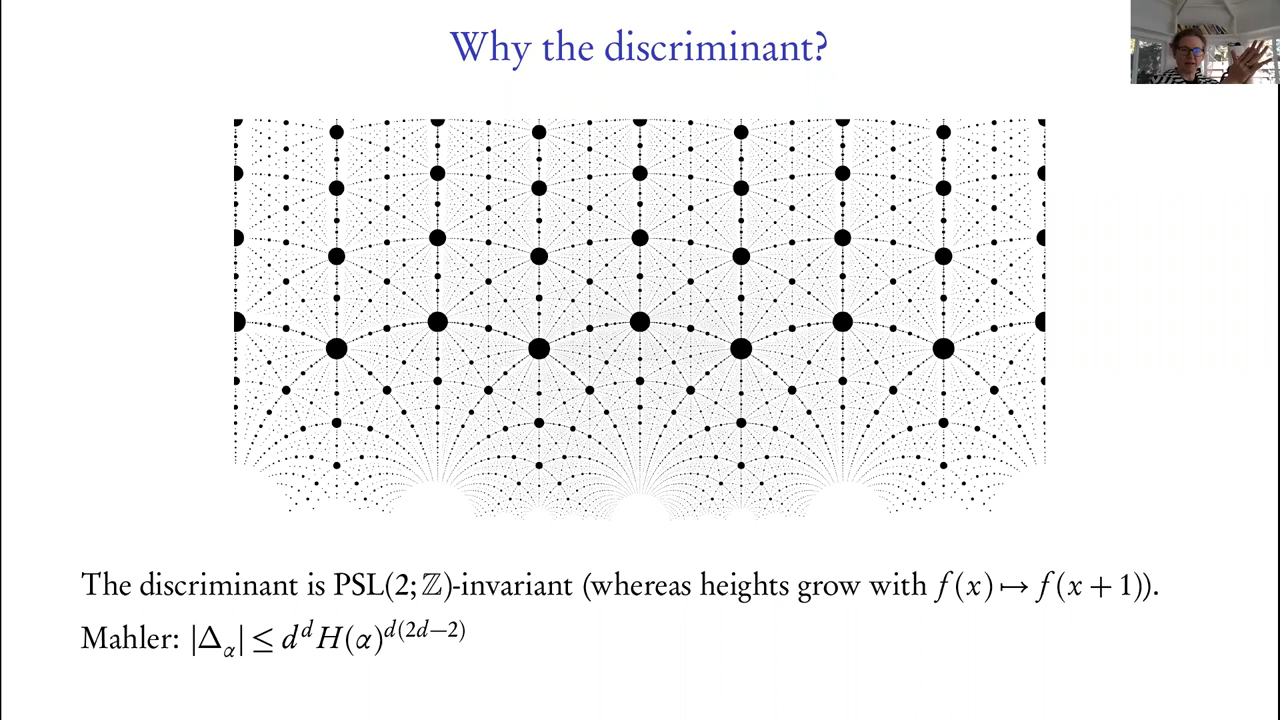 Why the discriminant?
The discriminant is PSL(2;ℤ)-invariant (whereas heights grow with f(x) ↦ f(x+1)).
Mahler: |Δ_α| ≤ d^d H(α)^{d(2d−2)}